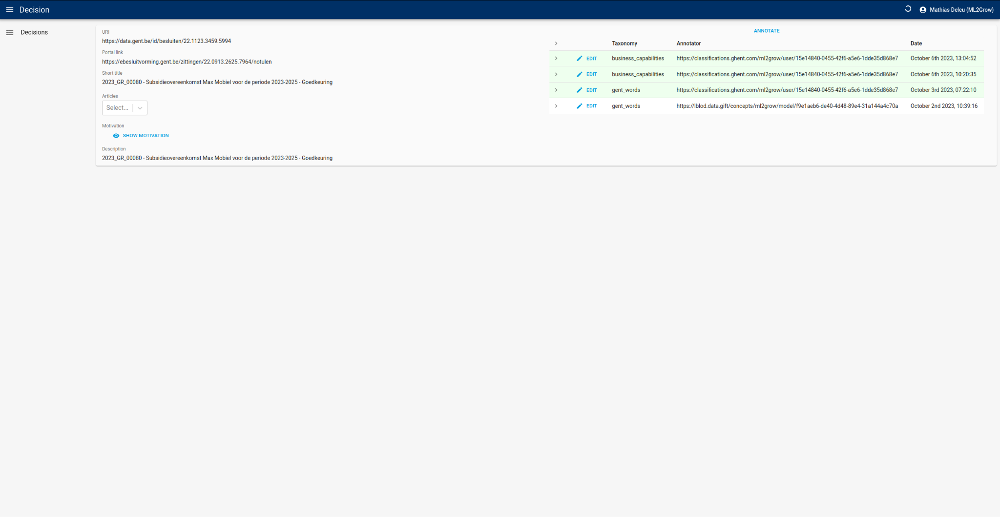 Decision
Mathias Deleu (ML2Grow)
Decisions
URI
https://data.gent.be/id/besluiten/22.1123.3459.5994
Portal link
https://ebesluitvorming.gent.be/zittingen/22.0913.2625.7964/notulen
Short title
2023_GR_00080 - Subsidieovereenkomst Max Mobiel voor de periode 2023-2025 - Goedkeuring
Articles
Select...
Motivation
SHOW MOTIVATION
Description
2023_GR_00080 - Subsidieovereenkomst Max Mobiel voor de periode 2023-2025 - Goedkeuring
ANNOTATE
Taxonomy Annotator Date
EDIT business_capabilities https://classifications.ghent.com/ml2grow/user/15e14840-0455-42f6-a5e6-1dde35d868e7 October 6th 2023, 13:04:52
EDIT business_capabilities https://classifications.ghent.com/ml2grow/user/15e14840-0455-42f6-a5e6-1dde35d868e7 October 6th 2023, 10:20:35
EDIT gent_words https://classifications.ghent.com/ml2grow/user/15e14840-0455-42f6-a5e6-1dde35d868e7 October 3rd 2023, 07:22:10
EDIT gent_words https://lblod.data.gift/concepts/ml2grow/model/f9e1aeb6-de40-4d48-89e4-31a144a4c70a October 2nd 2023, 10:39:16